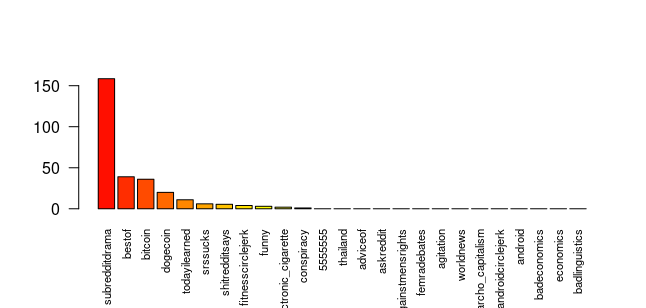 150
100
50
0
subredditdrama
bestof
bitcoin
dogecoin
todayilearned
srssucks
shitredditsays
fitnesscirclejerk
funny
ctronic_cigarette
conspiracy
5555555
thailand
adviceof
askreddit
jainstmensrights
femradebates
agitation
worldnews
archo_capitalism
androidcirclejerk
android
badeconomics
economics
badlinguistics